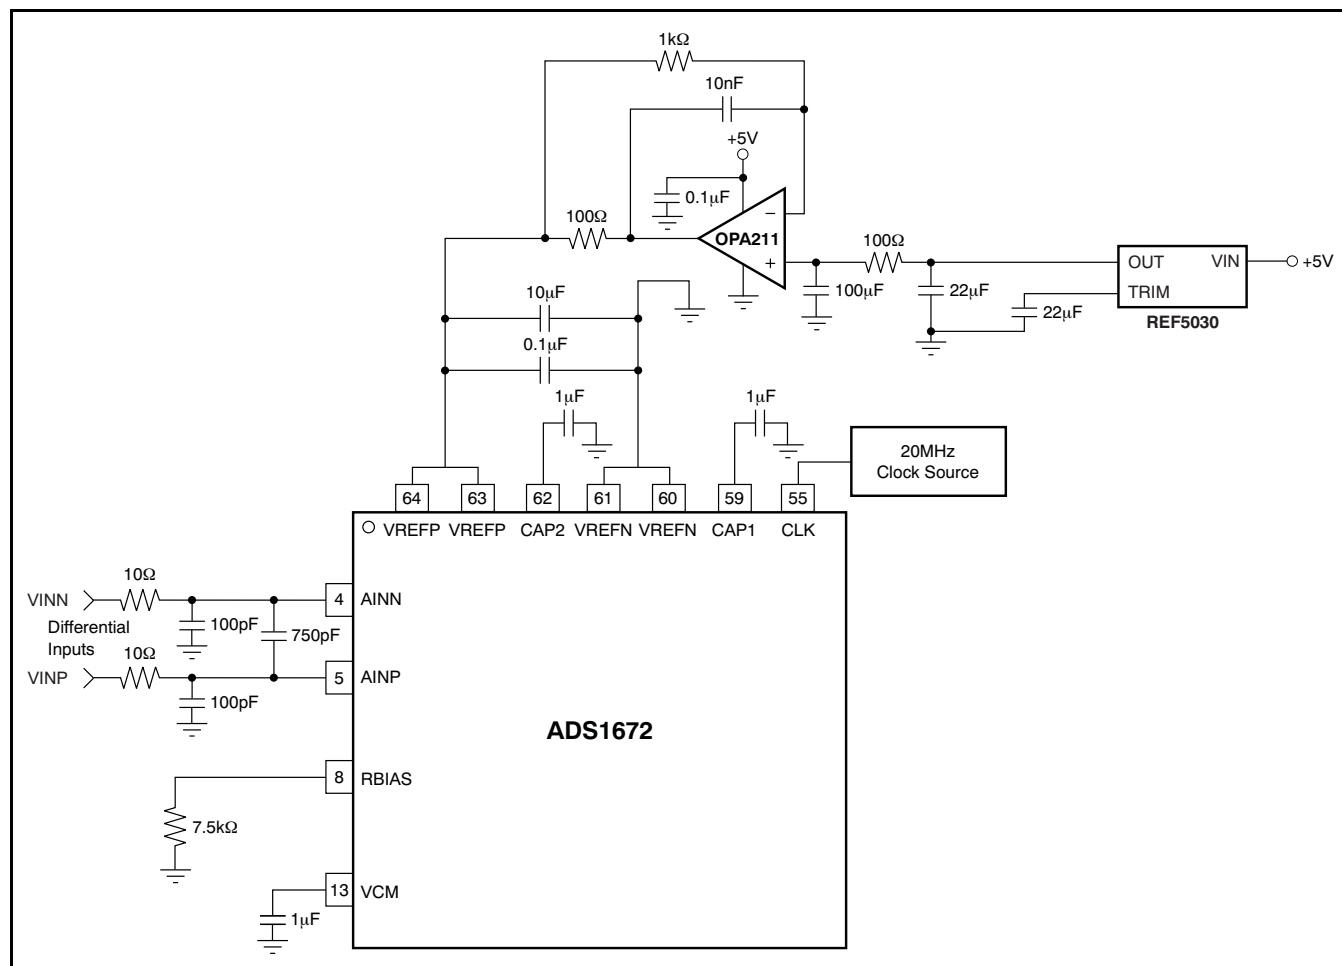 1kΩ
10nF
+5V
0.1μF
100Ω
OPA211
−
+
100Ω
100μF
22μF
22μF
OUT VIN
TRIM
REF5030
+5V
10μF
0.1μF
1μF
1μF
20MHz
Clock Source
64 63 62 61 60 59 55
VREFP VREFP CAP2 VREFN VREFN CAP1 CLK
VINN
10Ω
4 AINN
100pF
750pF
Differential
Inputs
VINP
10Ω
5 AINP
100pF
ADS1672
8 RBIAS
7.5kΩ
13 VCM
1μF